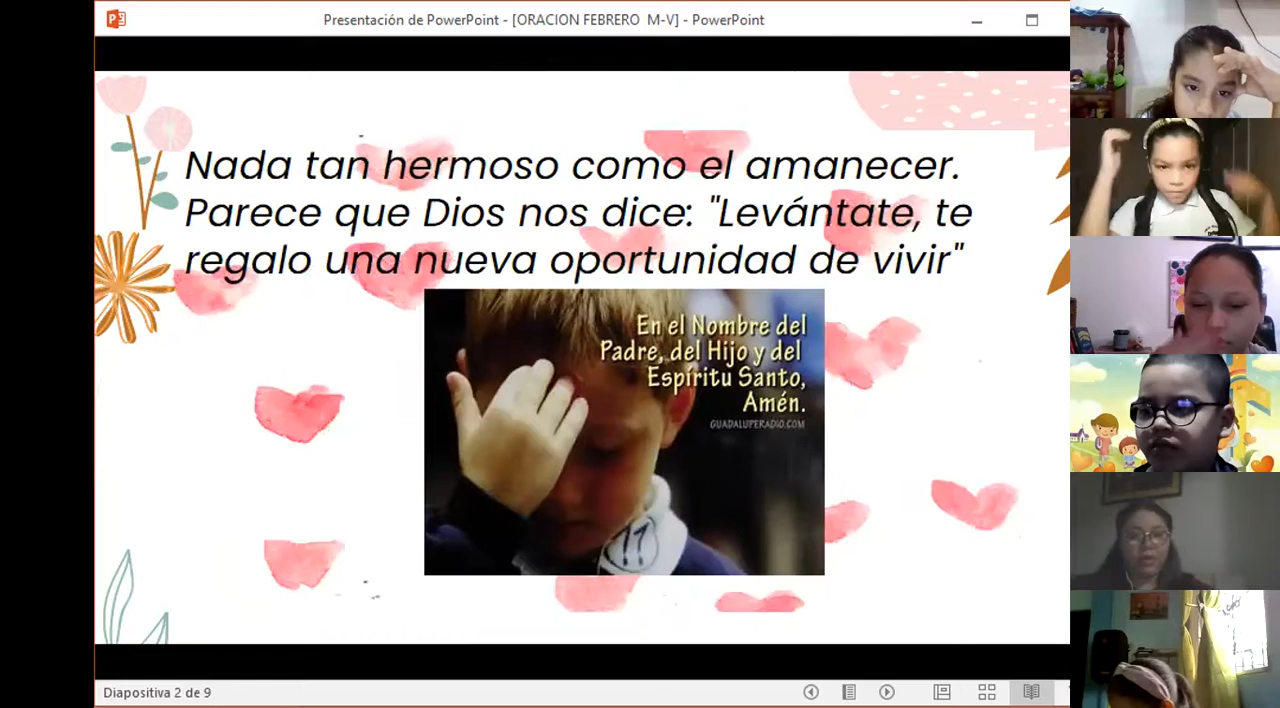 Presentación de PowerPoint - [ORACION FEBRERO M-V] - PowerPoint
Nada tan hermoso como el amanecer.
Parece que Dios nos dice: "Levántate, te
regalo una nueva oportunidad de vivir"
En el Nombre del
Padre, del Hijo y del
Espíritu Santo,
Amén.
GUADALUPERADIO.COM
11
Diapositiva 2 de 9